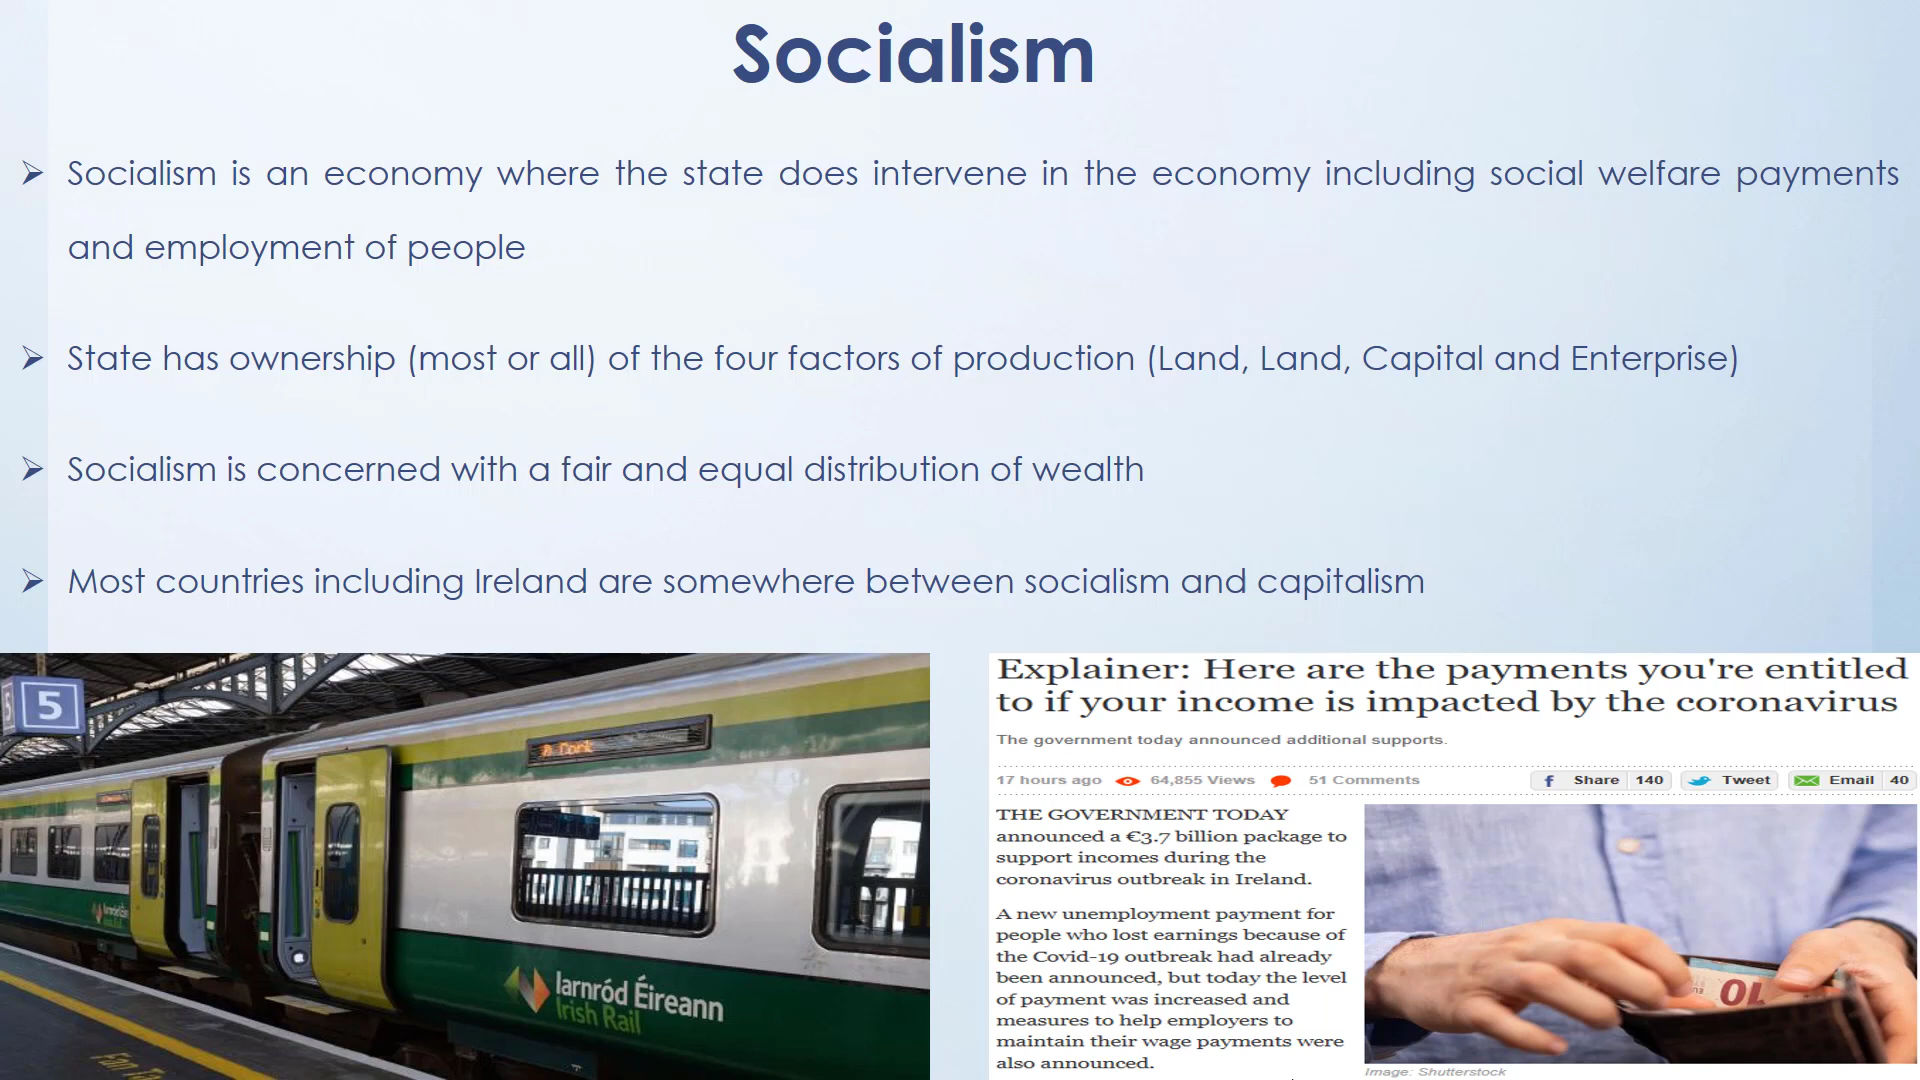 Socialism
Socialism is an economy where the state does intervene in the economy including social welfare payments
and employment of people
State has ownership (most or all) of the four factors of production (Land, Land, Capital and Enterprise)
Socialism is concerned with a fair and equal distribution of wealth
Most countries including Ireland are somewhere between socialism and capitalism
5
Cork
Iarnród Éireann
Irish Rail
Explainer: Here are the payments you're entitled
to if your income is impacted by the coronavirus
The government today announced additional supports.
17 hours ago 64,855 Views 51 Comments Share 140 Tweet Email 40
THE GOVERNMENT TODAY
announced a €3.7 billion package to
support incomes during the
coronavirus outbreak in Ireland.
A new unemployment payment for
people who lost earnings because of
the Covid-19 outbreak had already
been announced, but today the level
of payment was increased and
measures to help employers to
maintain their wage payments were
also announced.
10
Image: Shutterstock